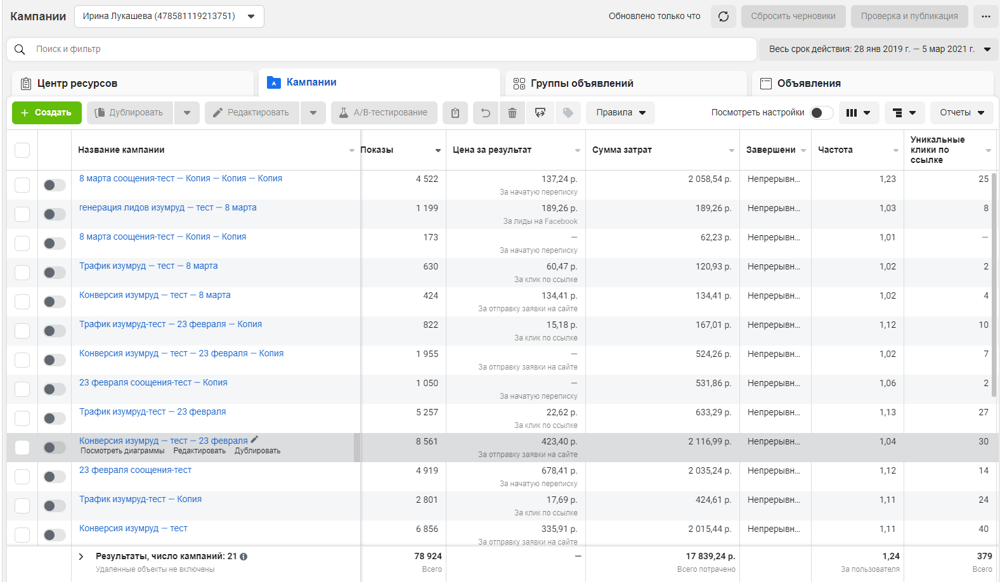 Кампании
Ирина Лукашева (478581119213751)
Обновлено только что
Сбросить черновики
Проверка и публикация
Поиск и фильтр
Весь срок действия: 28 янв 2019 г. — 5 мар 2021 г.
Центр ресурсов
Кампании
Группы объявлений
Объявления
+ Создать
Дублировать
Редактировать
A/B-тестирование
Правила
Посмотреть настройки
Отчеты
Название кампании Показы Цена за результат Сумма затрат Завершени Частота Уникальные клики по ссылке
8 марта соощения-тест — Копия — Копия — Копия 4 522 137,24 р. 2 058,54 р. Непрерывн... 1,23 25
За начатую переписку
генерация лидов изумруд — тест — 8 марта 1 199 189,26 р. 189,26 р. Непрерывн... 1,03 8
За лиды на Facebook
8 марта соощения-тест — Копия — Копия 173 — 62,23 р. Непрерывн... 1,01 —
За начатую переписку
Трафик изумруд — тест — 8 марта 630 60,47 р. 120,93 р. Непрерывн... 1,02 2
За клик по ссылке
Конверсия изумруд — тест — 8 марта 424 134,41 р. 134,41 р. Непрерывн... 1,02 4
За отправку заявки на сайте
Трафик изумруд-тест — 23 февраля — Копия 822 15,18 р. 167,01 р. Непрерывн... 1,12 10
За клик по ссылке
Конверсия изумруд — тест — 23 февраля — Копия 1 955 — 524,26 р. Непрерывн... 1,02 7
За отправку заявки на сайте
23 февраля соощения-тест — Копия 1 050 — 531,86 р. Непрерывн... 1,06 2
За начатую переписку
Трафик изумруд-тест — 23 февраля 5 257 22,62 р. 633,29 р. Непрерывн... 1,13 27
За клик по ссылке
Конверсия изумруд — тест — 23 февраля 8 561 423,40 р. 2 116,99 р. Непрерывн... 1,04 30
Посмотреть диаграммы Редактировать Дублировать За отправку заявки на сайте
23 февраля соощения-тест 4 919 678,41 р. 2 035,24 р. Непрерывн... 1,12 14
За начатую переписку
Трафик изумруд-тест — Копия 2 801 17,69 р. 424,61 р. Непрерывн... 1,11 24
За клик по ссылке
Конверсия изумруд — тест 6 856 335,91 р. 2 015,44 р. Непрерывн... 1,11 40
За отправку заявки на сайте
Результаты, число кампаний: 21 78 924 — 17 839,24 р. 1,24 379
Удаленные объекты не включены Всего Всего потрачено За пользователя Всего